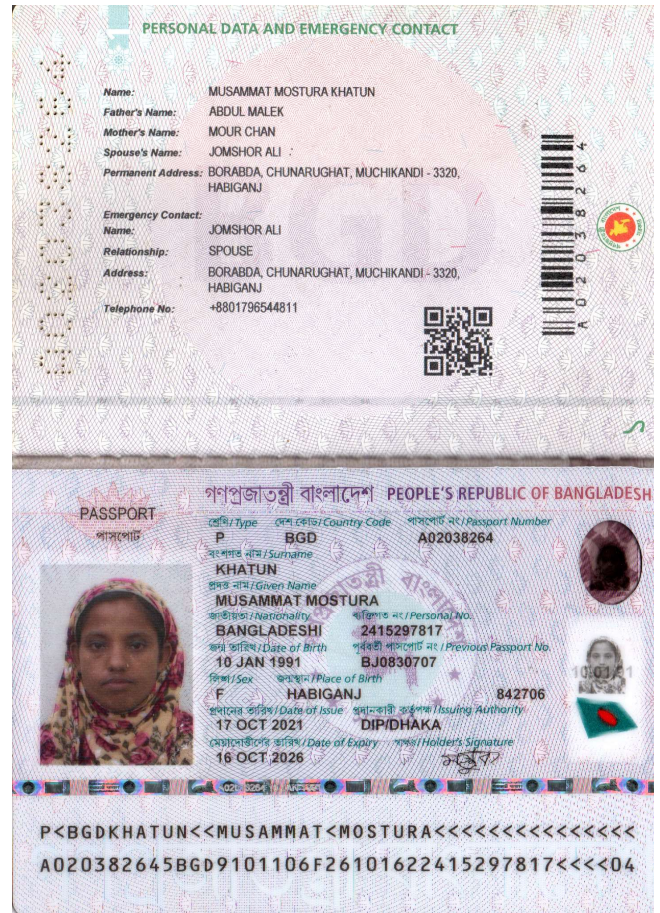 PERSONAL DATA AND EMERGENCY CONTACT
Name: MUSAMMAT MOSTURA KHATUN
Father's Name: ABDUL MALEK
Mother's Name: MOUR CHAN
Spouse's Name: JOMSHOR ALI
Permanent Address: BORABDA, CHUNARUGHAT, MUCHIKANDI - 3320,
HABIGANJ
Emergency Contact:
Name: JOMSHOR ALI
Relationship: SPOUSE
Address: BORABDA, CHUNARUGHAT, MUCHIKANDI - 3320,
HABIGANJ
Telephone No: +8801796544811
A02038264
A02038264
BGD
গণপ্রজাতন্ত্রী বাংলাদেশ PEOPLE'S REPUBLIC OF BANGLADESH
PASSPORT
পাসপোর্ট
শ্রেণি/Type দেশ কোড/Country Code পাসপোর্ট নং/Passport Number
P BGD A02038264
বংশগত নাম/Surname
KHATUN
প্রদত্ত নাম/Given Name
MUSAMMAT MOSTURA
জাতীয়তা/Nationality ব্যক্তিগত নং/Personal No.
BANGLADESHI 2415297817
জন্ম তারিখ/Date of Birth পূর্ববর্তী পাসপোর্ট নং/Previous Passport No.
10 JAN 1991 BJ0830707
লিঙ্গ/Sex জন্মস্থান/Place of Birth
F HABIGANJ 842706
প্রদানের তারিখ/Date of Issue প্রদানকারী কর্তৃপক্ষ/Issuing Authority
17 OCT 2021 DIP/DHAKA
মেয়াদোত্তীর্ণের তারিখ/Date of Expiry স্বাক্ষর/Holder's Signature
16 OCT 2026
10/01/91
P<BGDKHATUN<<MUSAMMAT<MOSTURA<<<<<<<<<<<<<<<
A020382645BGD9101106F26101622415297817<<<<04